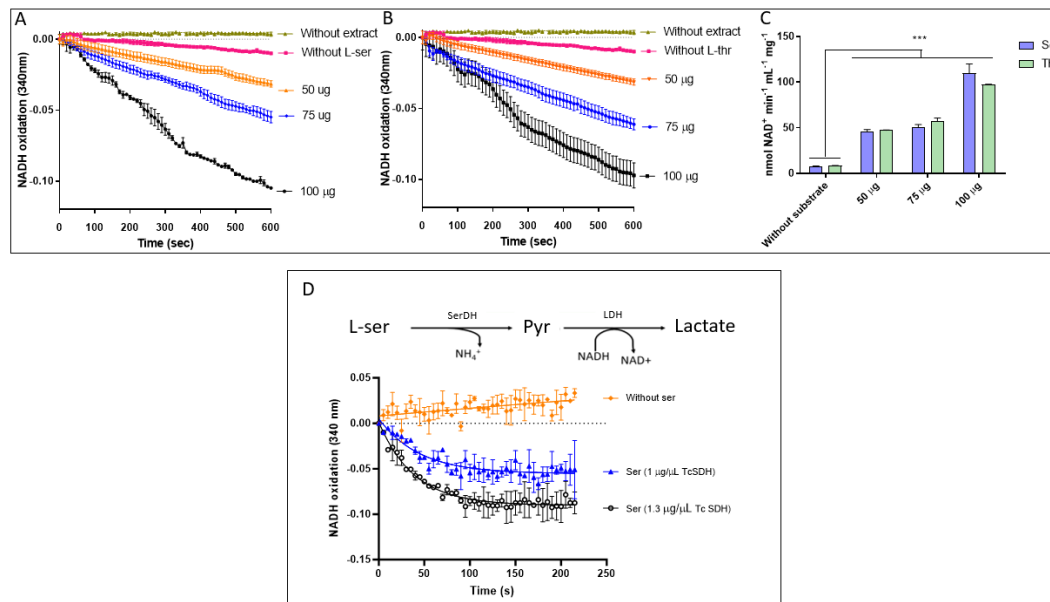 A
NADH oxidation (340nm)
0.00
-0.05
-0.10
0 100 200 300 400 500 600
Time (sec)
Without extract
Without L-ser
50 ug
75 ug
100 µg
B
NADH oxidation (340nm)
0.00
-0.05
-0.10
0 100 200 300 400 500 600
Time (sec)
Without extract
Without L-thr
50 µg
75 µg
100 µg
C
nmol NAD⁺ min⁻¹ mL⁻¹ mg⁻¹
150
100
50
0
***
Without substrate
50 µg
75 µg
100 µg
D
L-ser SerDH Pyr LDH Lactate
NH₄⁺ NADH NAD+
NADH oxidation (340 nm)
0.05
0.00
-0.05
-0.10
-0.15
0 50 100 150 200 250
Time (s)
Without ser
Ser (1 µg/µL TcSDH)
Ser (1.3 µg/µL Tc SDH)